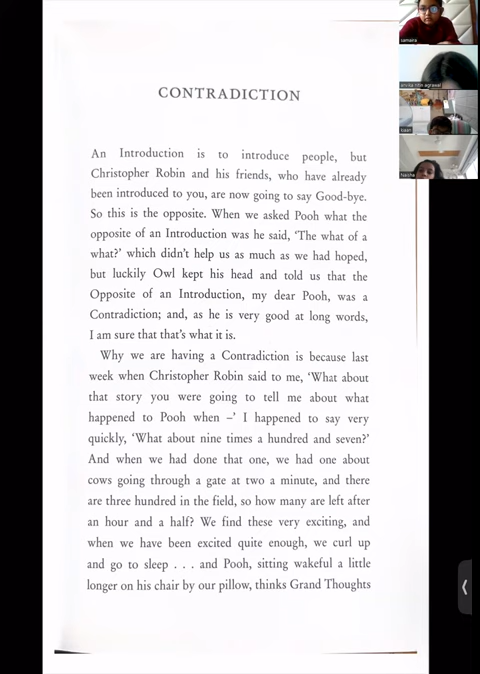 CONTRADICTION
An Introduction is to introduce people, but
Christopher Robin and his friends, who have already
been introduced to you, are now going to say Good-bye.
So this is the opposite. When we asked Pooh what the
opposite of an Introduction was he said, ‘The what of a
what?’ which didn’t help us as much as we had hoped,
but luckily Owl kept his head and told us that the
Opposite of an Introduction, my dear Pooh, was a
Contradiction; and, as he is very good at long words,
I am sure that that’s what it is.
Why we are having a Contradiction is because last
week when Christopher Robin said to me, ‘What about
that story you were going to tell me about what
happened to Pooh when –’ I happened to say very
quickly, ‘What about nine times a hundred and seven?’
And when we had done that one, we had one about
cows going through a gate at two a minute, and there
are three hundred in the field, so how many are left after
an hour and a half? We find these very exciting, and
when we have been excited quite enough, we curl up
and go to sleep . . . and Pooh, sitting wakeful a little
longer on his chair by our pillow, thinks Grand Thoughts
samaira
agrawal